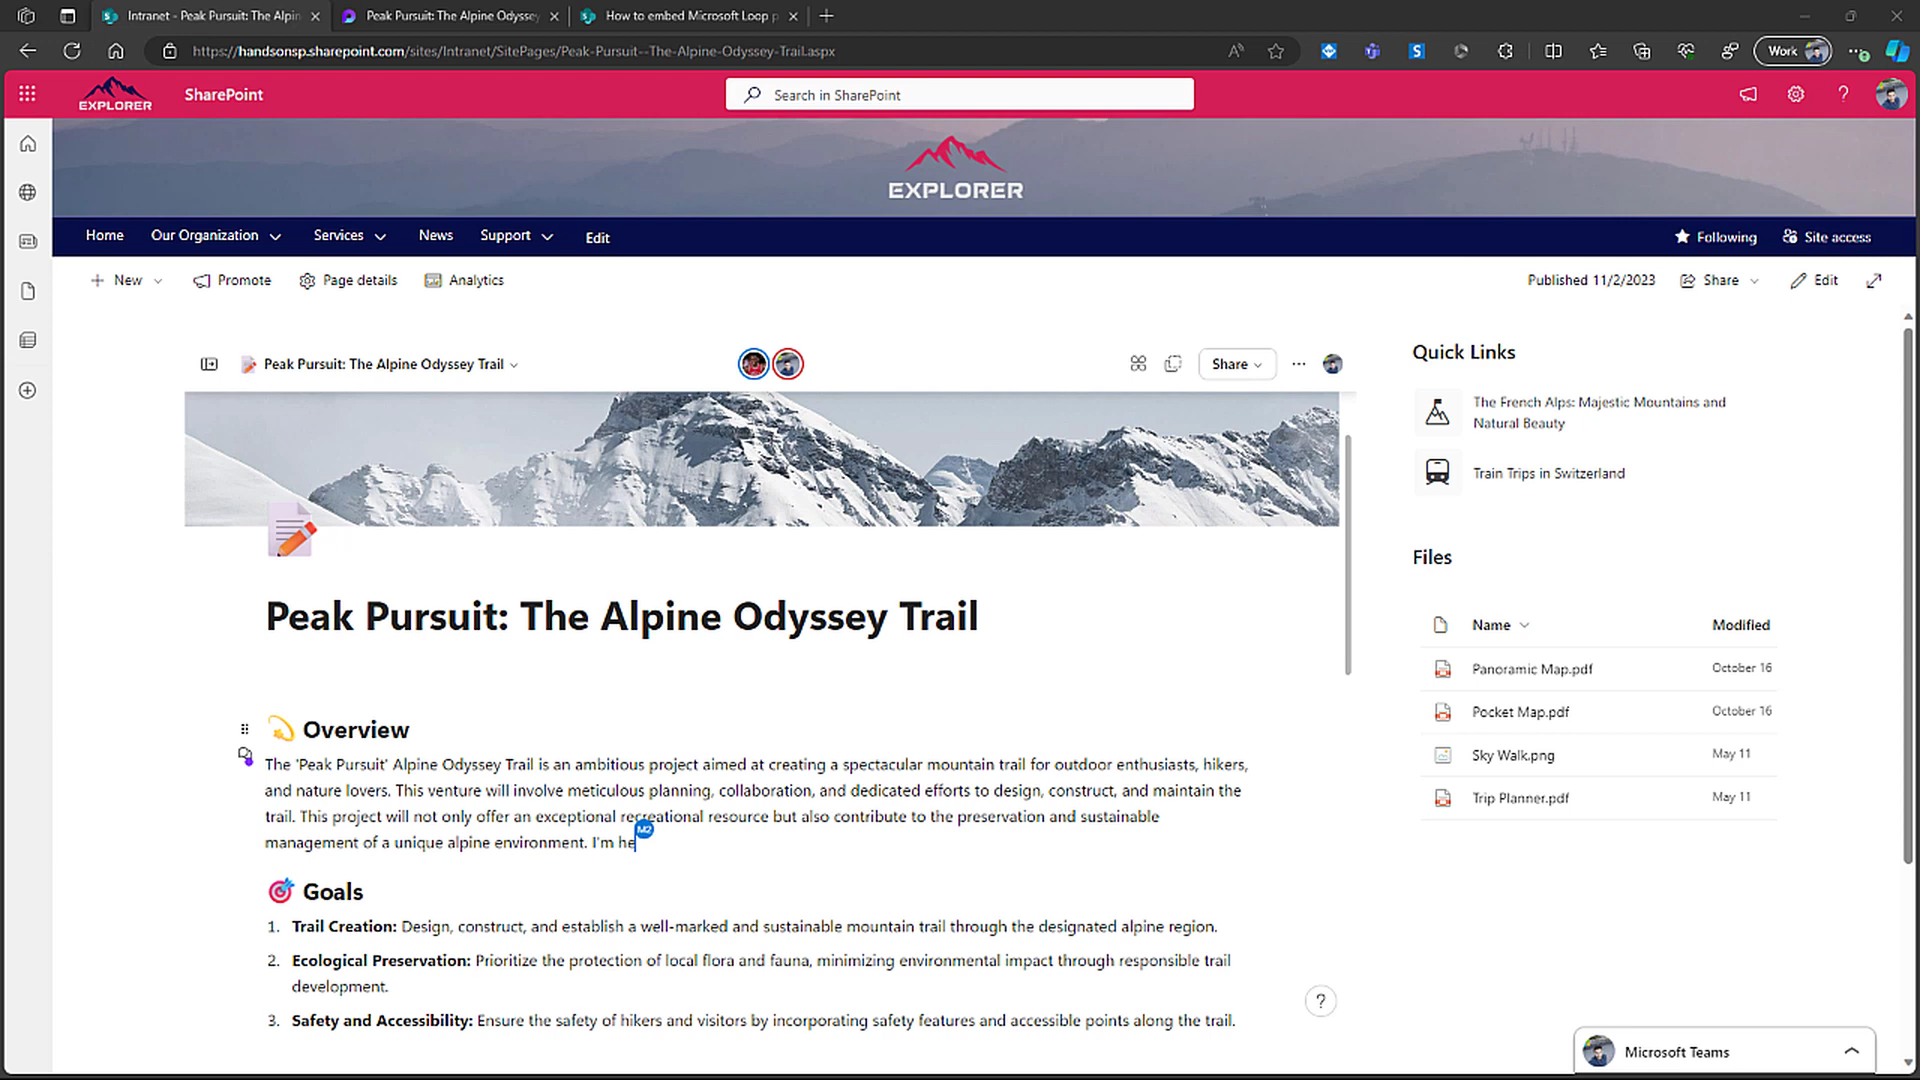 Intranet - Peak Pursuit: The Alpin
Peak Pursuit: The Alpine Odyssey
How to embed Microsoft Loop p
https://handsonsp.sharepoint.com/sites/Intranet/SitePages/Peak-Pursuit--The-Alpine-Odyssey-Trail.aspx
Work
EXPLORER
SharePoint
Search in SharePoint
EXPLORER
Home
Our Organization
Services
News
Support
Edit
Following
Site access
New
Promote
Page details
Analytics
Published 11/2/2023
Share
Edit
Peak Pursuit: The Alpine Odyssey Trail
Share
Peak Pursuit: The Alpine Odyssey Trail
Overview
The 'Peak Pursuit' Alpine Odyssey Trail is an ambitious project aimed at creating a spectacular mountain trail for outdoor enthusiasts, hikers,
and nature lovers. This venture will involve meticulous planning, collaboration, and dedicated efforts to design, construct, and maintain the
trail. This project will not only offer an exceptional recreational resource but also contribute to the preservation and sustainable
management of a unique alpine environment. I'm he
M2
Goals
1. Trail Creation: Design, construct, and establish a well-marked and sustainable mountain trail through the designated alpine region.
2. Ecological Preservation: Prioritize the protection of local flora and fauna, minimizing environmental impact through responsible trail
development.
3. Safety and Accessibility: Ensure the safety of hikers and visitors by incorporating safety features and accessible points along the trail.
Quick Links
The French Alps: Majestic Mountains and
Natural Beauty
Train Trips in Switzerland
Files
Name
Modified
Panoramic Map.pdf
October 16
Pocket Map.pdf
October 16
Sky Walk.png
May 11
Trip Planner.pdf
May 11
?
Microsoft Teams